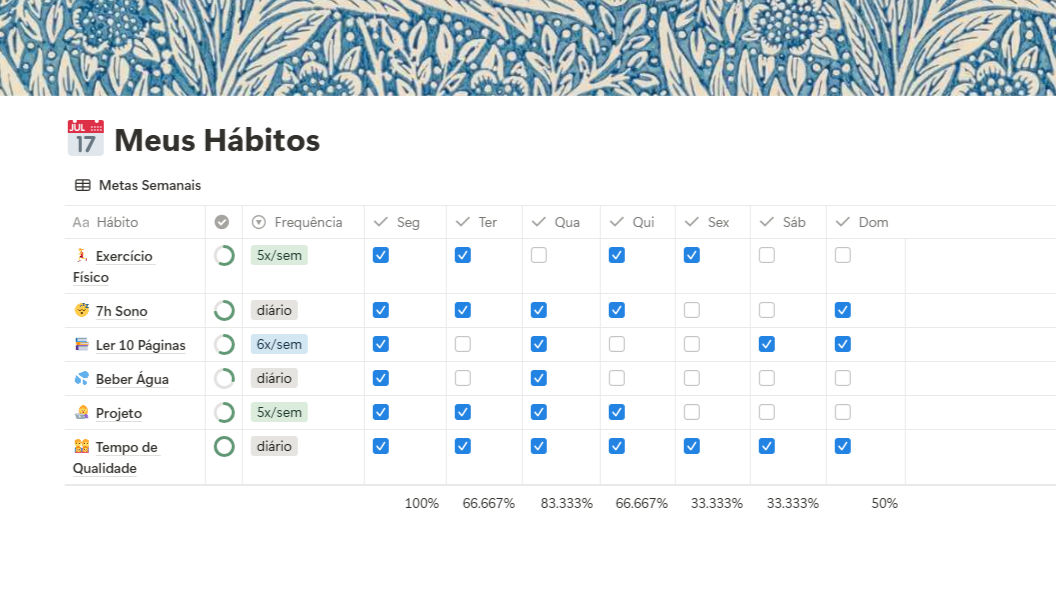 JUL
17
Meus Hábitos
Metas Semanais
Aa Hábito Frequência Seg Ter Qua Qui Sex Sáb Dom
Exercício 5x/sem
Físico
7h Sono diário
Ler 10 Páginas 6x/sem
Beber Água diário
Projeto 5x/sem
Tempo de diário
Qualidade
100% 66.667% 83.333% 66.667% 33.333% 33.333% 50%